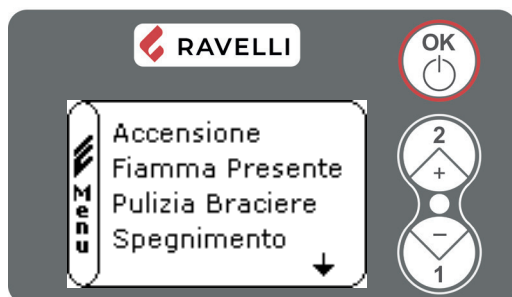 RAVELLI
OK
Menu
Accensione
Fiamma Presente
Pulizia Braciere
Spegnimento
2
+
−
1